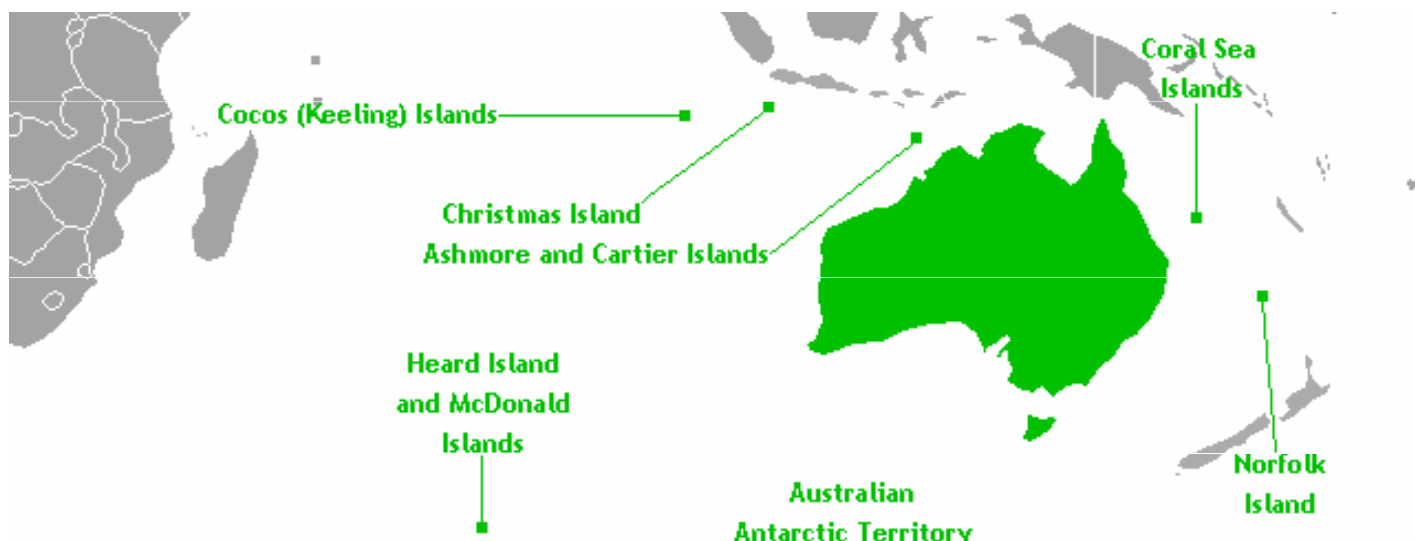 Coral Sea
Islands
Cocos (Keeling) Islands
Christmas Island
Ashmore and Cartier Islands
Heard Island
and McDonald
Islands
Norfolk
Island
Australian
Antarctic Territory